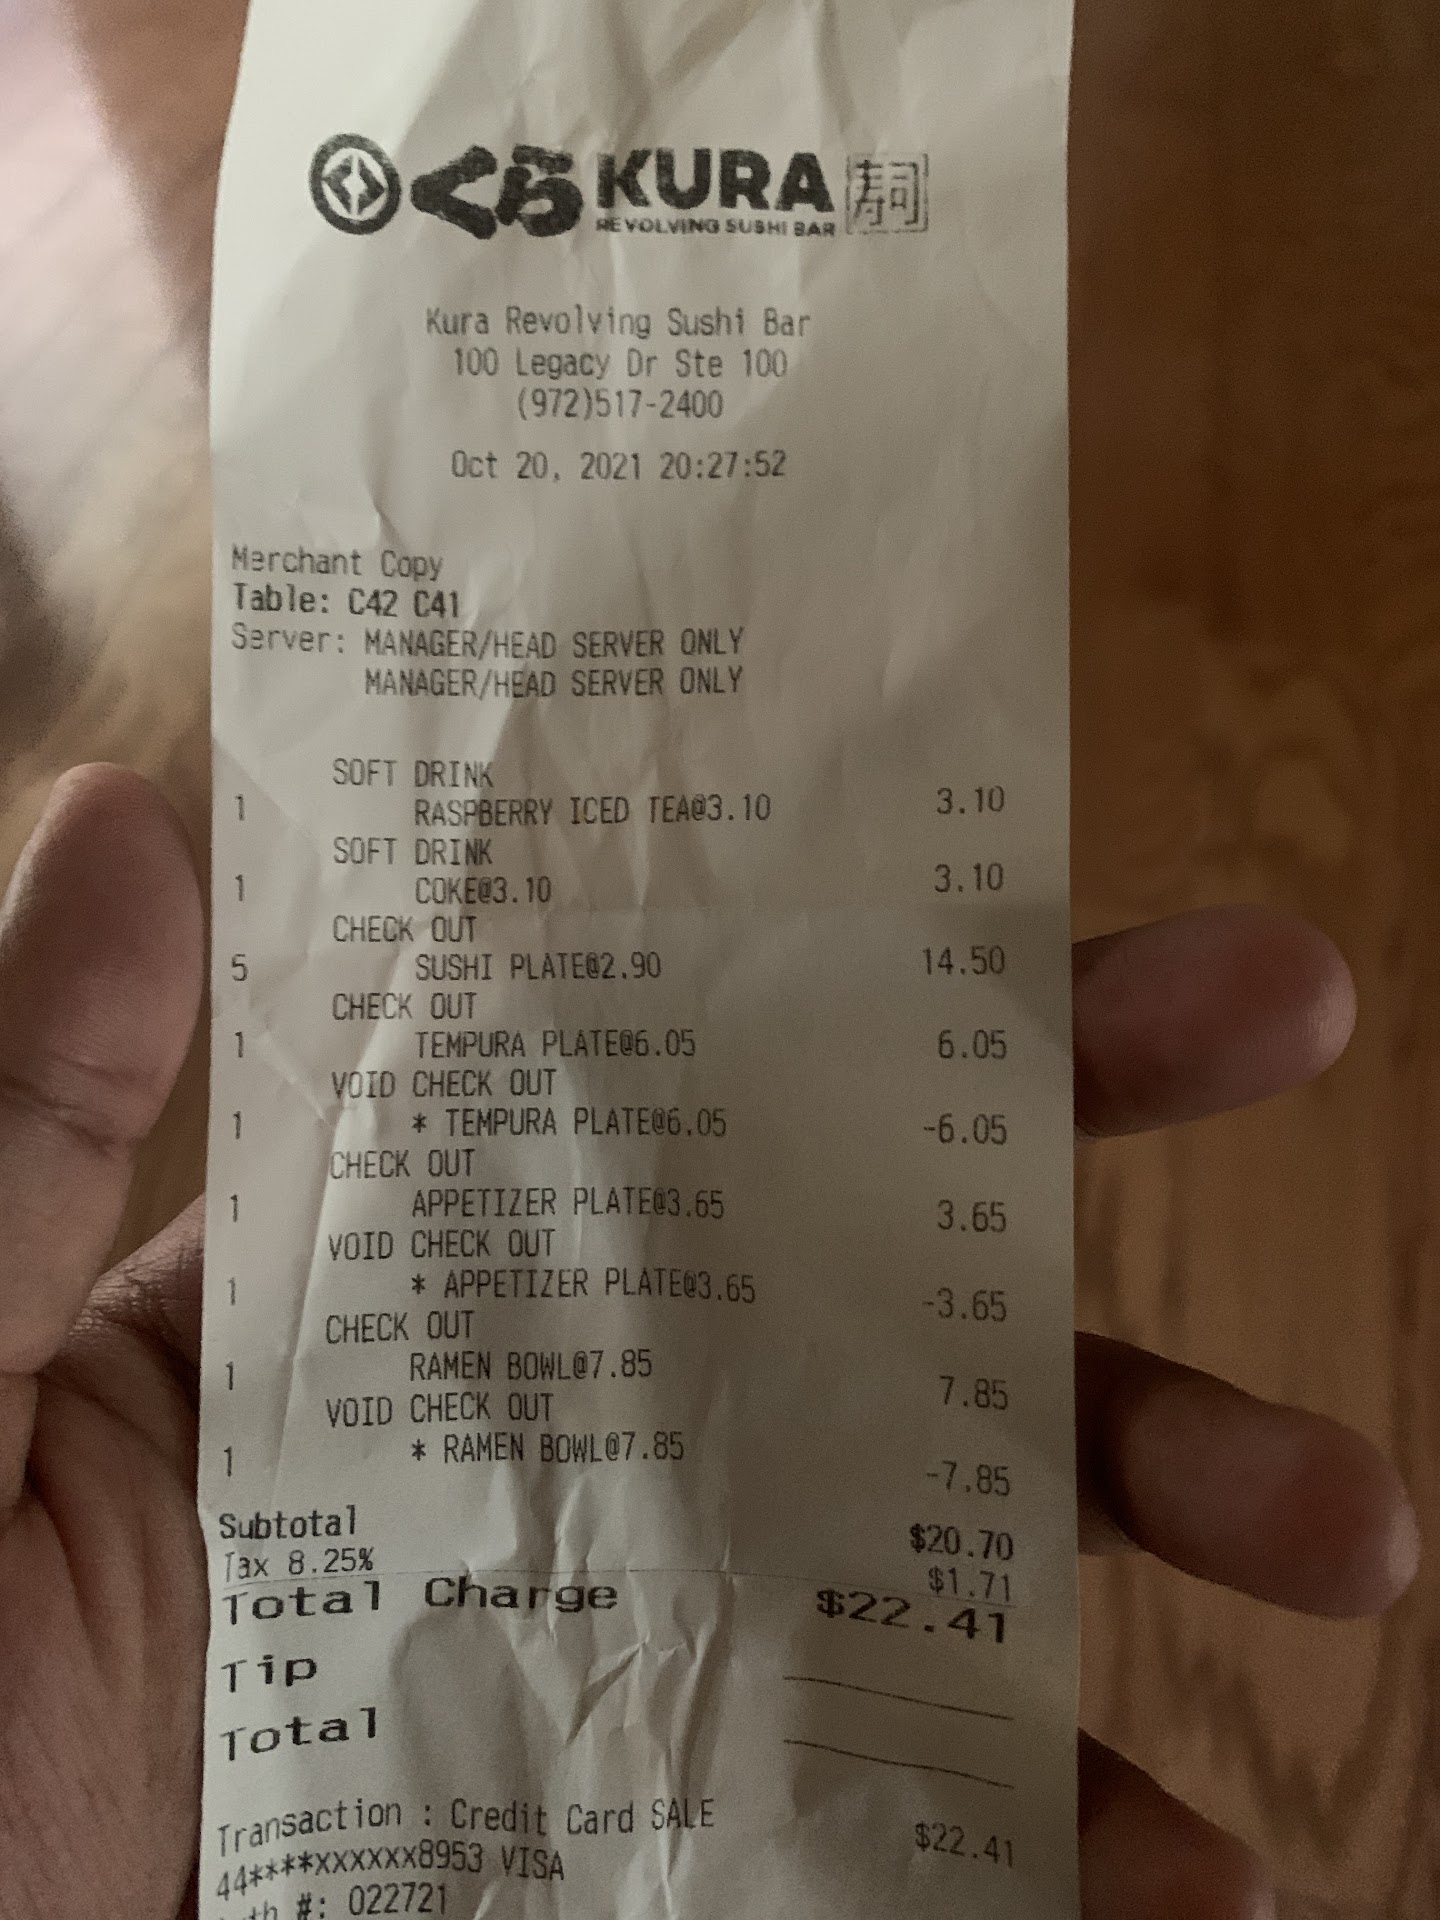 くら KURA 寿司
REVOLVING SUSHI BAR
Kura Revolving Sushi Bar
100 Legacy Dr Ste 100
(972)517-2400
Oct 20, 2021 20:27:52
Merchant Copy
Table: C42 C41
Server: MANAGER/HEAD SERVER ONLY
MANAGER/HEAD SERVER ONLY
SOFT DRINK
1 RASPBERRY ICED TEA@3.10 3.10
SOFT DRINK
1 COKE@3.10 3.10
CHECK OUT
5 SUSHI PLATE@2.90 14.50
CHECK OUT
1 TEMPURA PLATE@6.05 6.05
VOID CHECK OUT
1 * TEMPURA PLATE@6.05 -6.05
CHECK OUT
1 APPETIZER PLATE@3.65 3.65
VOID CHECK OUT
1 * APPETIZER PLATE@3.65 -3.65
CHECK OUT
1 RAMEN BOWL@7.85 7.85
VOID CHECK OUT
1 * RAMEN BOWL@7.85 -7.85
Subtotal $20.70
Tax 8.25% $1.71
Total Charge $22.41
Tip
Total
Transaction : Credit Card SALE $22.41
44****xxxxxx8953 VISA
#: 022721